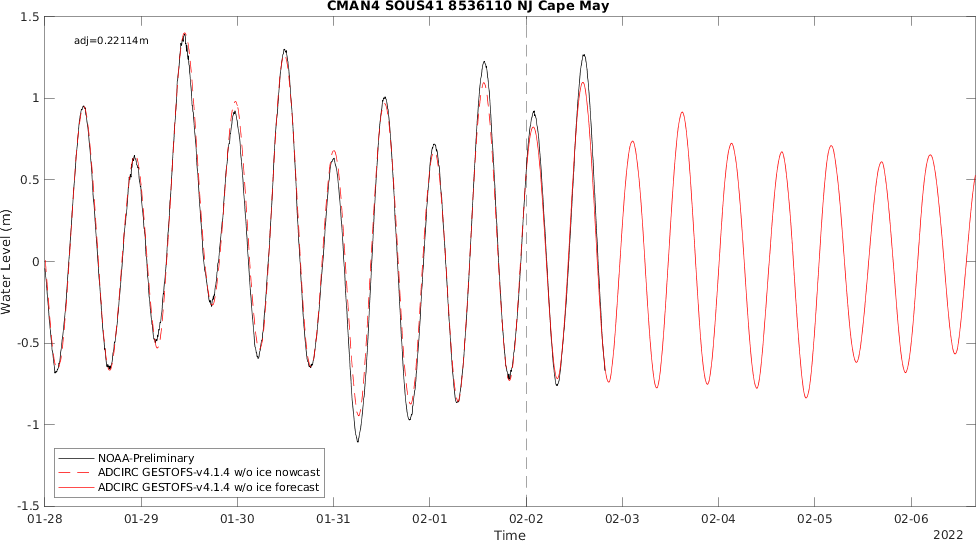 CMAN4 SOUS41 8536110 NJ Cape May
adj=0.22114m
1.5
1
0.5
0
-0.5
-1
-1.5
Water Level (m)
NOAA-Preliminary
ADCIRC GESTOFS-v4.1.4 w/o ice nowcast
ADCIRC GESTOFS-v4.1.4 w/o ice forecast
01-28 01-29 01-30 01-31 02-01 02-02 02-03 02-04 02-05 02-06
Time
2022